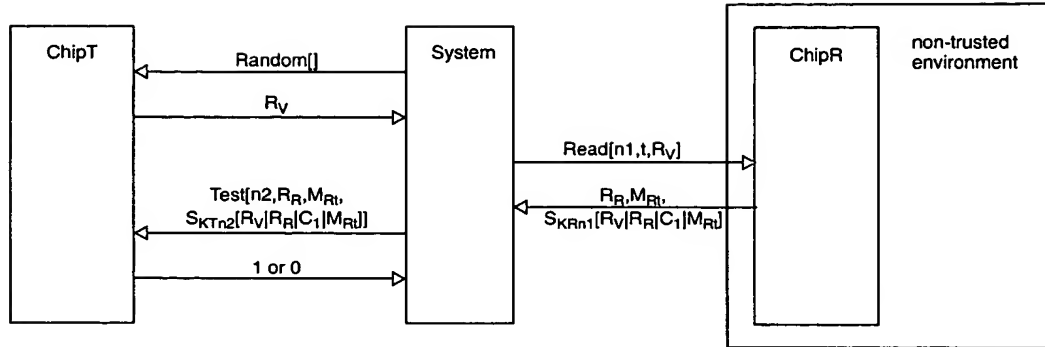 ChipT
System
ChipR
non-trusted
environment
Random[]
R_V
Read[n1,t,R_V]
Test[n2,R_R,M_Rt,
S_KTn2[R_V|R_R|C_1|M_Rt]]
R_R,M_Rt,
S_KRn1[R_V|R_R|C_1|M_Rt]
1 or 0